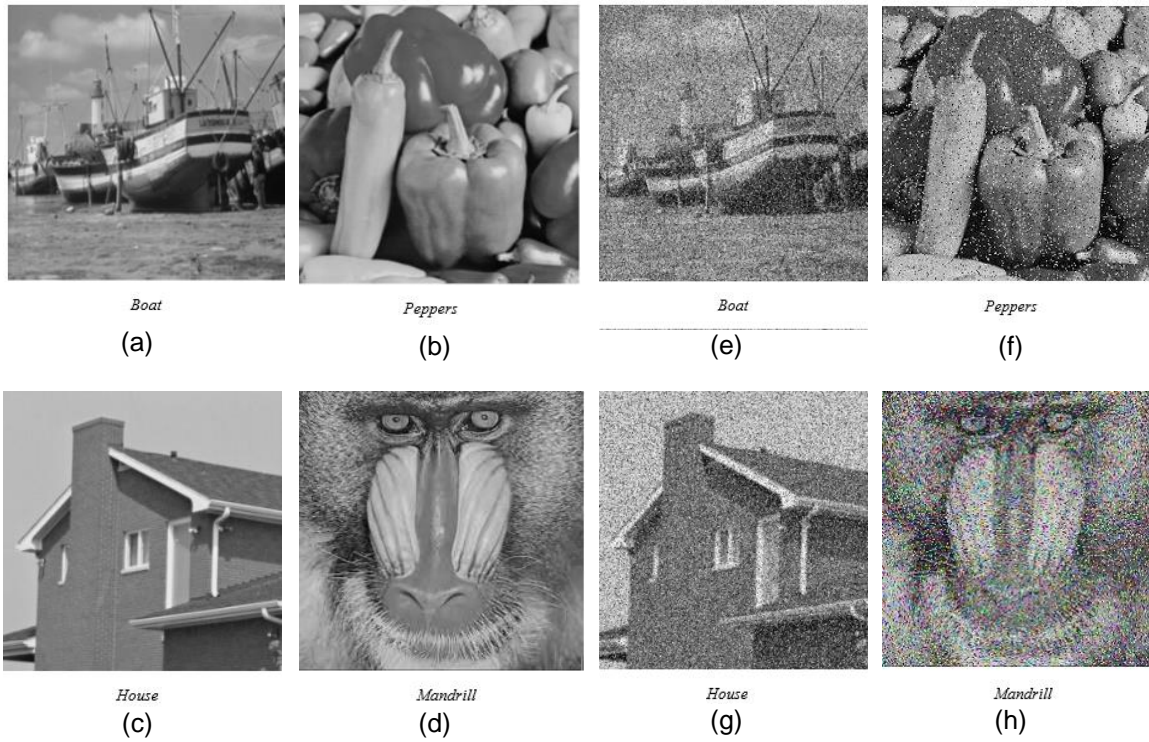 Boat
Peppers
Boat
Peppers
(a)
(b)
(e)
(f)
House
Mandrill
House
Mandrill
(c)
(d)
(g)
(h)